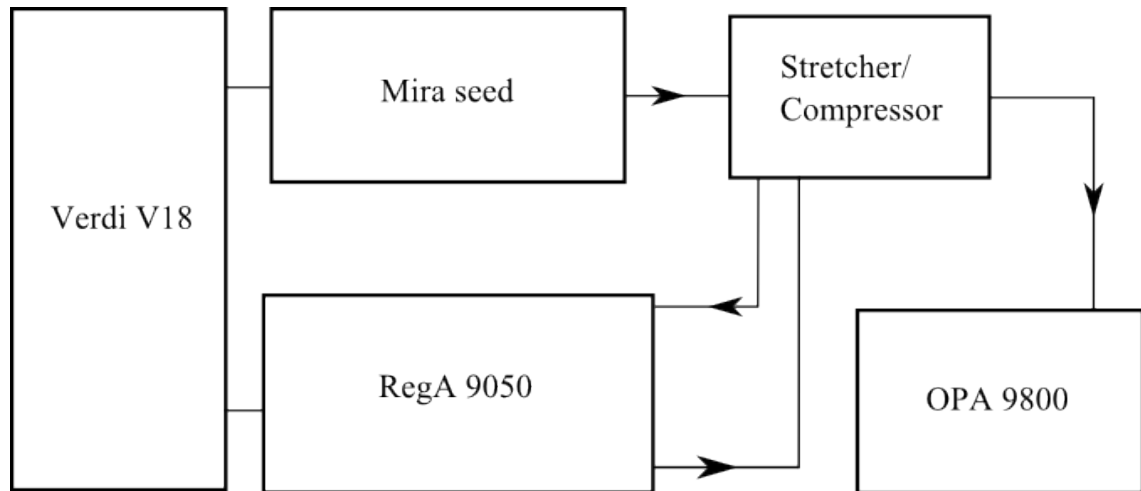 Verdi V18
Mira seed
Stretcher/
Compressor
RegA 9050
OPA 9800